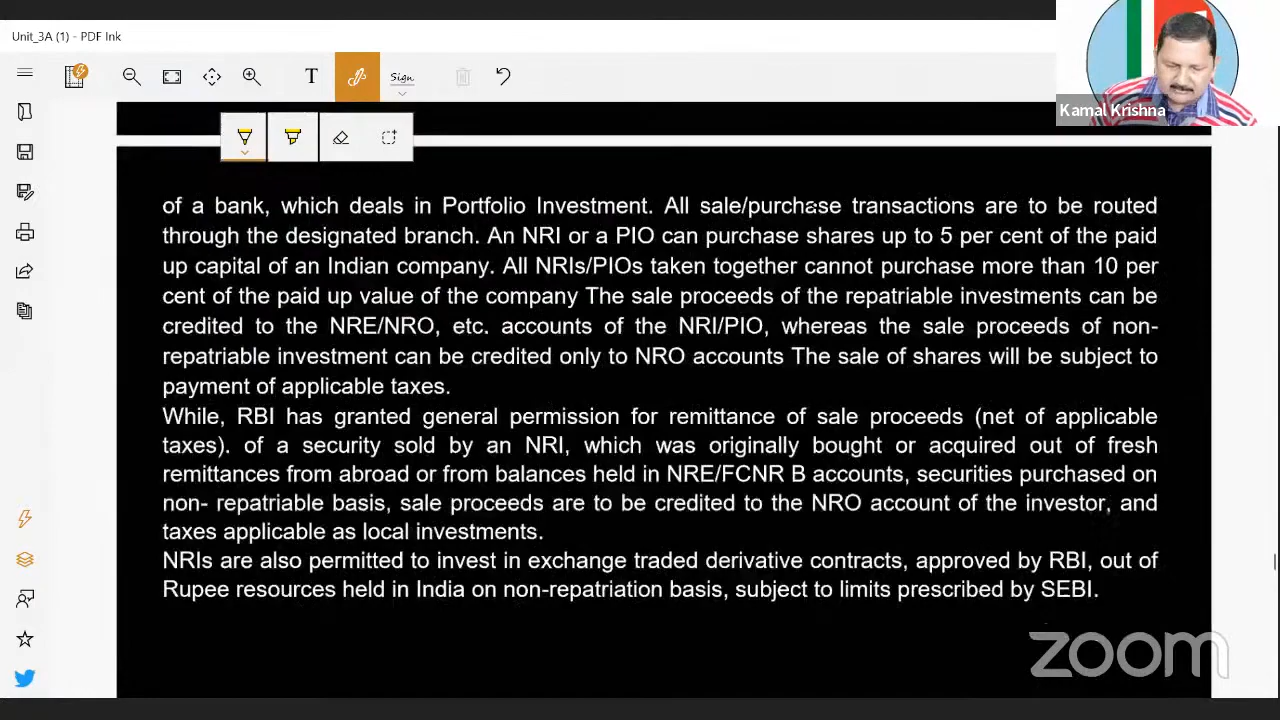 Unit_3A (1) - PDF Ink
T
Sign
Kamal Krishna
of a bank, which deals in Portfolio Investment. All sale/purchase transactions are to be routed
through the designated branch. An NRI or a PIO can purchase shares up to 5 per cent of the paid
up capital of an Indian company. All NRIs/PIOs taken together cannot purchase more than 10 per
cent of the paid up value of the company The sale proceeds of the repatriable investments can be
credited to the NRE/NRO, etc. accounts of the NRI/PIO, whereas the sale proceeds of non-
repatriable investment can be credited only to NRO accounts The sale of shares will be subject to
payment of applicable taxes.
While, RBI has granted general permission for remittance of sale proceeds (net of applicable
taxes). of a security sold by an NRI, which was originally bought or acquired out of fresh
remittances from abroad or from balances held in NRE/FCNR B accounts, securities purchased on
non- repatriable basis, sale proceeds are to be credited to the NRO account of the investor, and
taxes applicable as local investments.
NRIs are also permitted to invest in exchange traded derivative contracts, approved by RBI, out of
Rupee resources held in India on non-repatriation basis, subject to limits prescribed by SEBI.
zoom